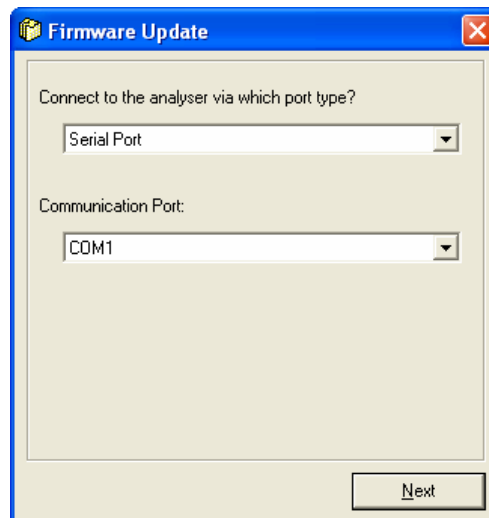 Firmware Update
Connect to the analyser via which port type?
Serial Port
Communication Port:
COM1
Next